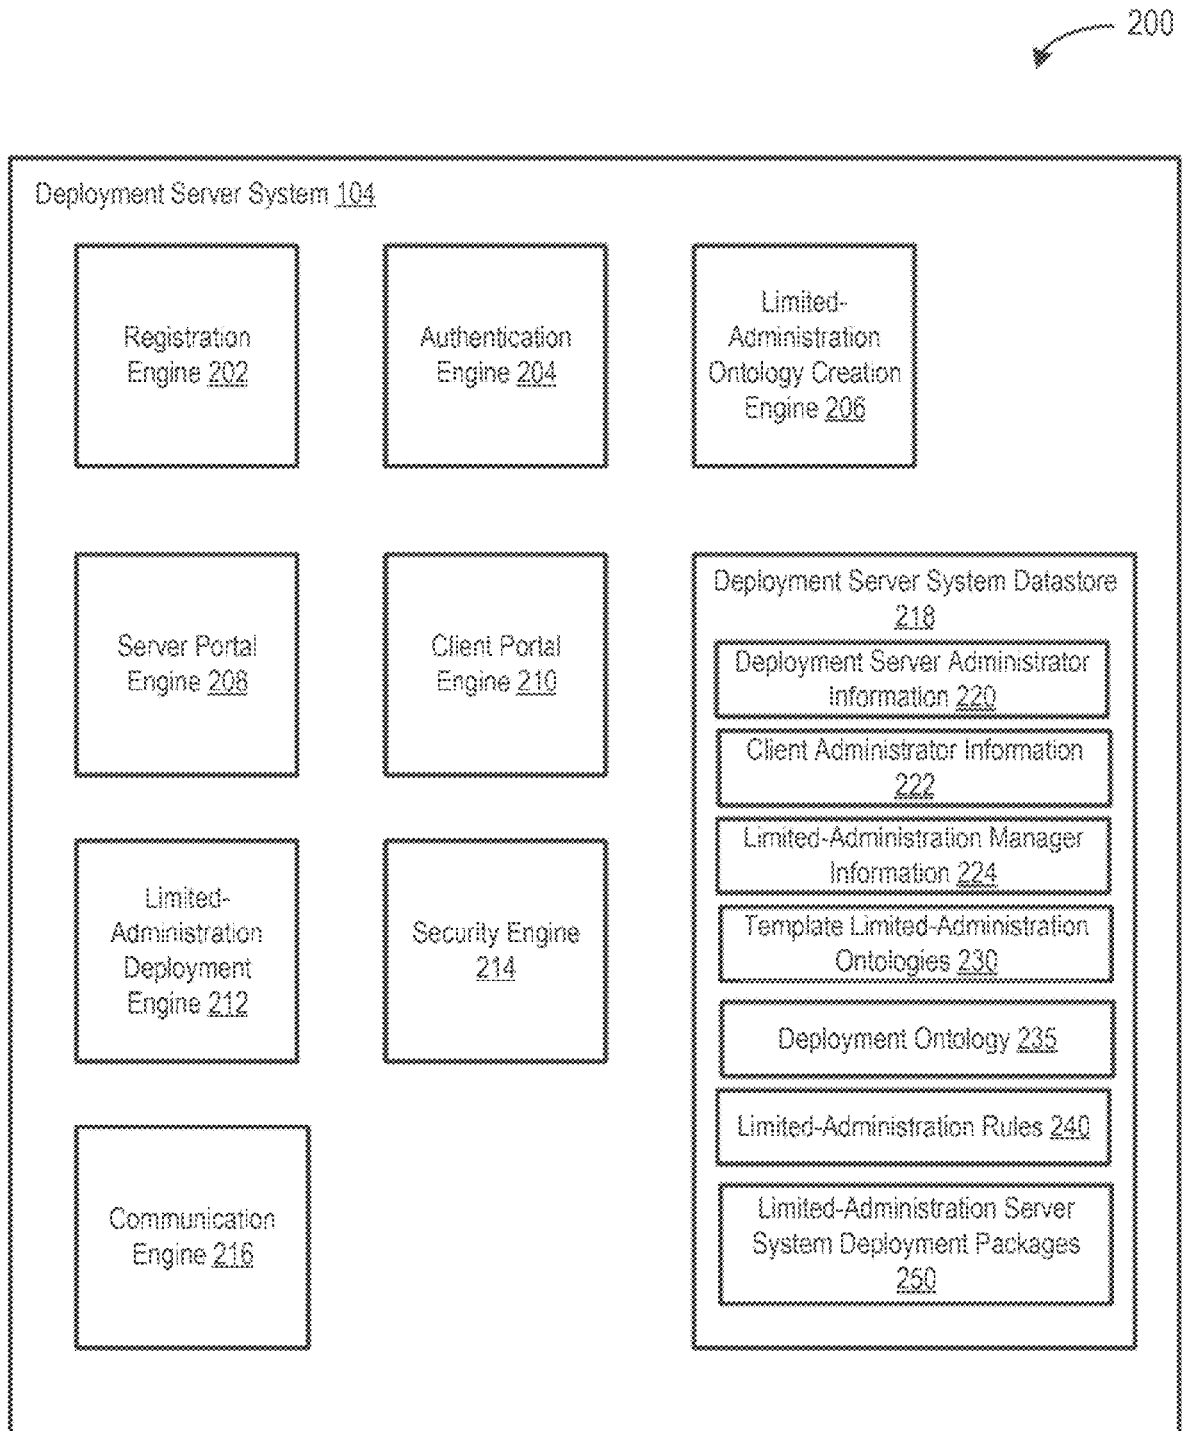 200
Deployment Server System 104
Registration
Engine 202
Authentication
Engine 204
Limited-
Administration
Ontology Creation
Engine 206
Server Portal
Engine 208
Client Portal
Engine 210
Deployment Server System Datastore
218
Deployment Server Administrator
Information 220
Client Administrator Information
222
Limited-Administration Manager
Information 224
Template Limited-Administration
Ontologies 230
Deployment Ontology 235
Limited-Administration Rules 240
Limited-Administration Server
System Deployment Packages
250
Limited-
Administration
Deployment
Engine 212
Security Engine
214
Communication
Engine 216